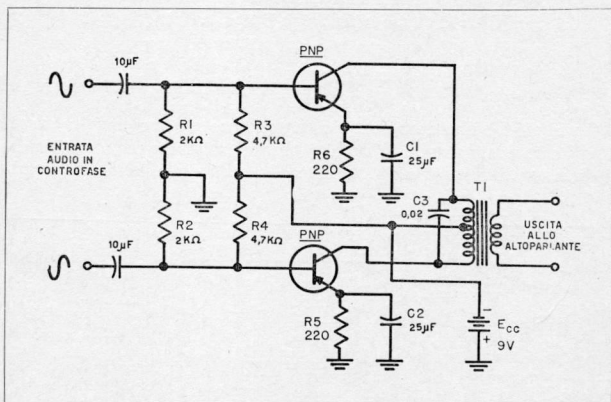 PNP
10µF
R1
2KΩ
R3
4,7KΩ
R6
220
C1
25µF
ENTRATA
AUDIO IN
CONTROFASE
C3
0,02
T1
USCITA
ALLO
ALTOPARLANTE
R2
2KΩ
R4
4,7KΩ
10µF
PNP
R5
220
C2
25µF
−
ECC
+
9V